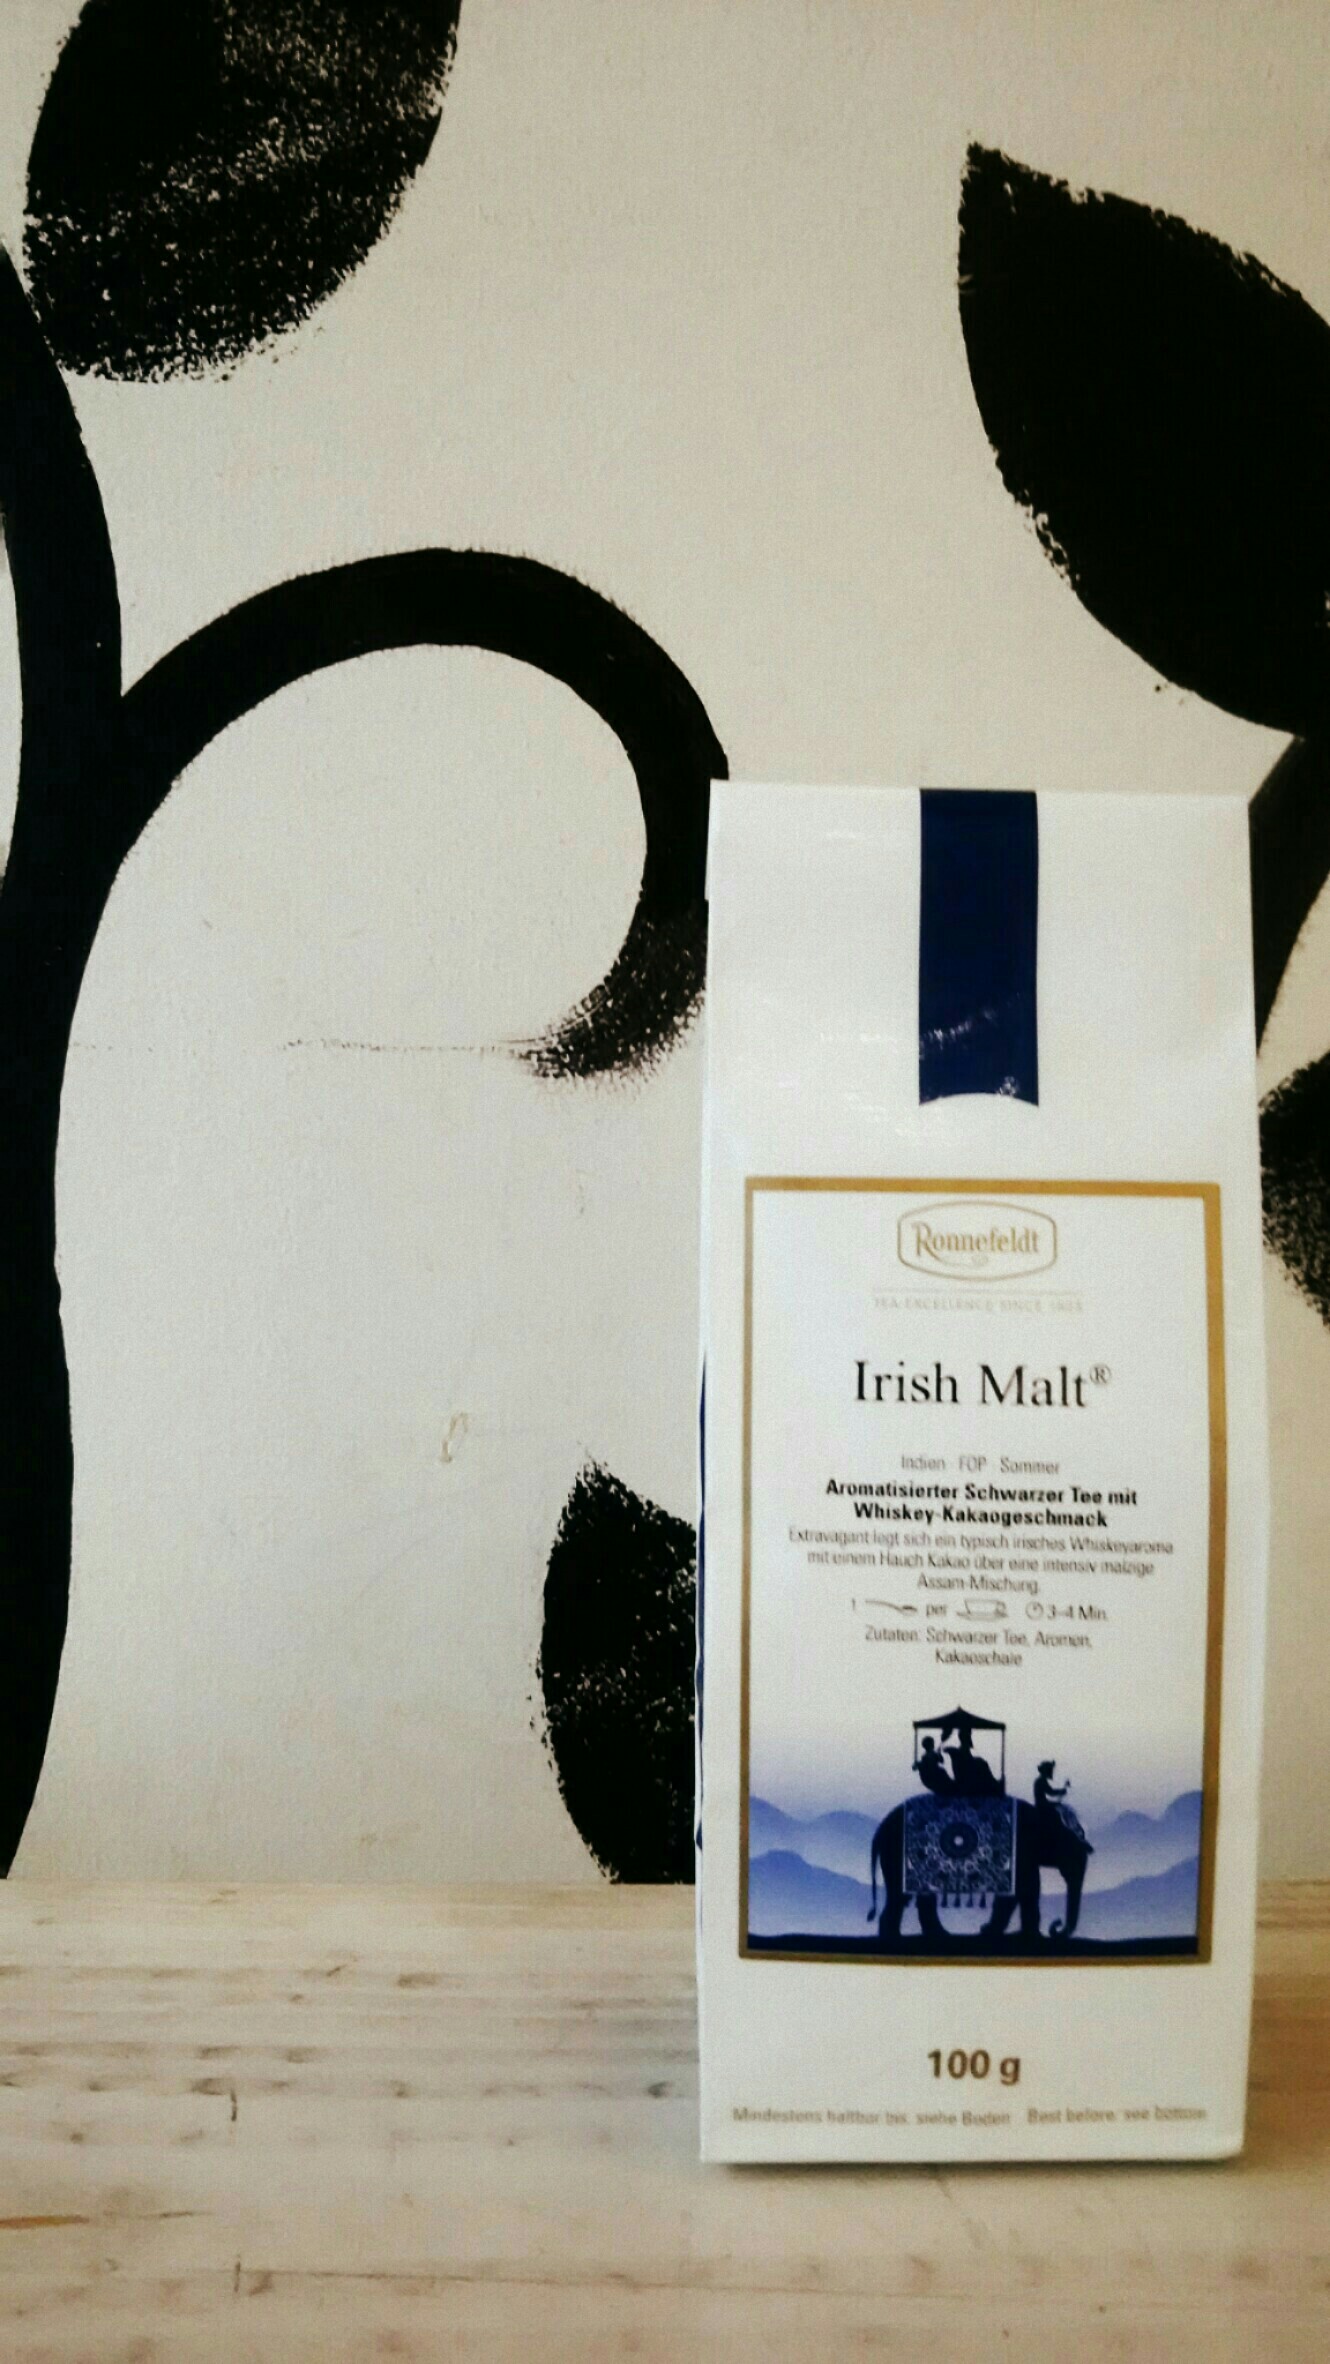 Ronnefeldt
TEA EXCELLENCE SINCE 1823
Irish Malt®
Indien · FOP · Sommer
Aromatisierter Schwarzer Tee mit
Whiskey-Kakaogeschmack
Extravagant legt sich ein typisch irisches Whiskeyaroma
mit einem Hauch Kakao über eine intensiv malzige
Assam-Mischung.
1 per 3-4 Min.
Zutaten: Schwarzer Tee, Aromen,
Kakaoschale
100 g
Mindestens haltbar bis: siehe Boden Best before: see bottom